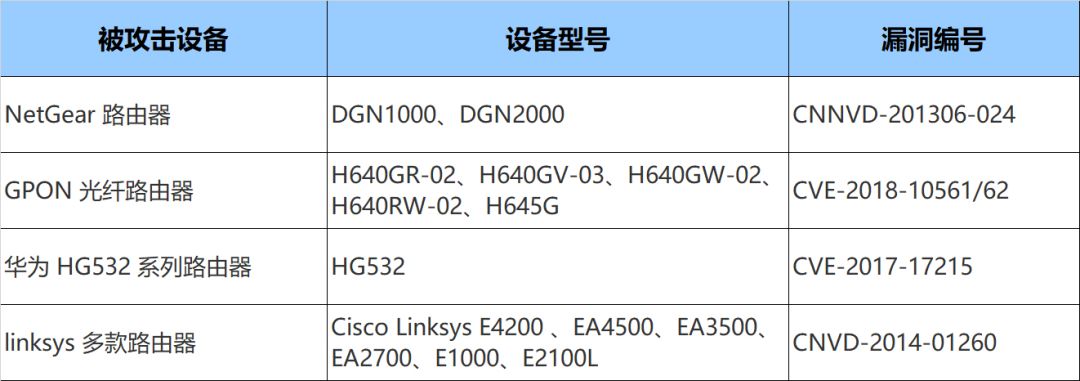 被攻击设备 设备型号 漏洞编号
NetGear 路由器 DGN1000、DGN2000 CNNVD-201306-024
GPON 光纤路由器 H640GR-02、H640GV-03、H640GW-02、
H640RW-02、H645G CVE-2018-10561/62
华为 HG532 系列路由器 HG532 CVE-2017-17215
linksys 多款路由器 Cisco Linksys E4200 、EA4500、EA3500、
EA2700、E1000、E2100L CNVD-2014-01260